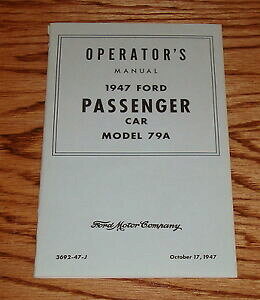 OPERATOR'S
MANUAL
1947 FORD
PASSENGER
CAR
MODEL 79A
Ford Motor Company
3692-47-J October 17, 1947